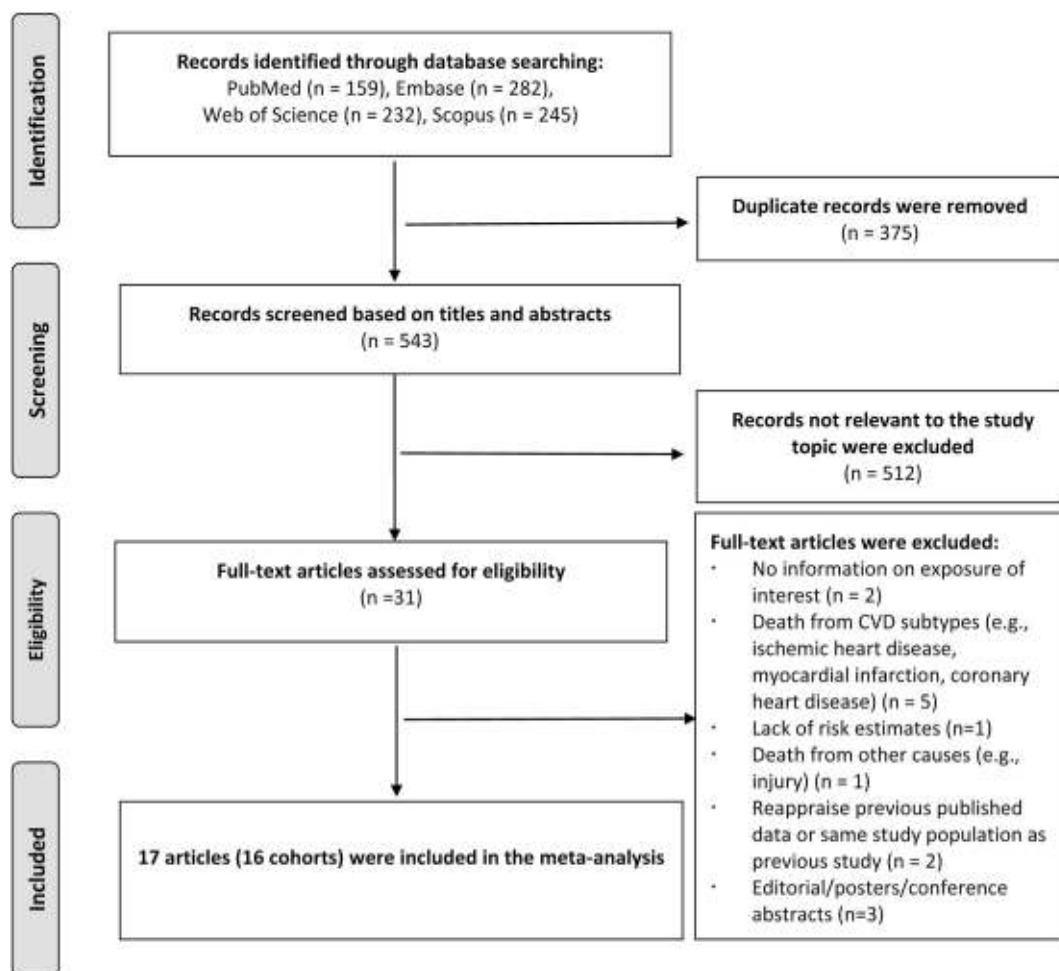 Identification
Records identified through database searching:
PubMed (n = 159), Embase (n = 282),
Web of Science (n = 232), Scopus (n = 245)
Duplicate records were removed
(n = 375)
Screening
Records screened based on titles and abstracts
(n = 543)
Records not relevant to the study
topic were excluded
(n = 512)
Eligibility
Full-text articles assessed for eligibility
(n =31)
Full-text articles were excluded:
· No information on exposure of
interest (n = 2)
· Death from CVD subtypes (e.g.,
ischemic heart disease,
myocardial infarction, coronary
heart disease) (n = 5)
· Lack of risk estimates (n=1)
· Death from other causes (e.g.,
injury) (n = 1)
· Reappraise previous published
data or same study population as
previous study (n = 2)
· Editorial/posters/conference
abstracts (n=3)
Included
17 articles (16 cohorts) were included in the meta-analysis